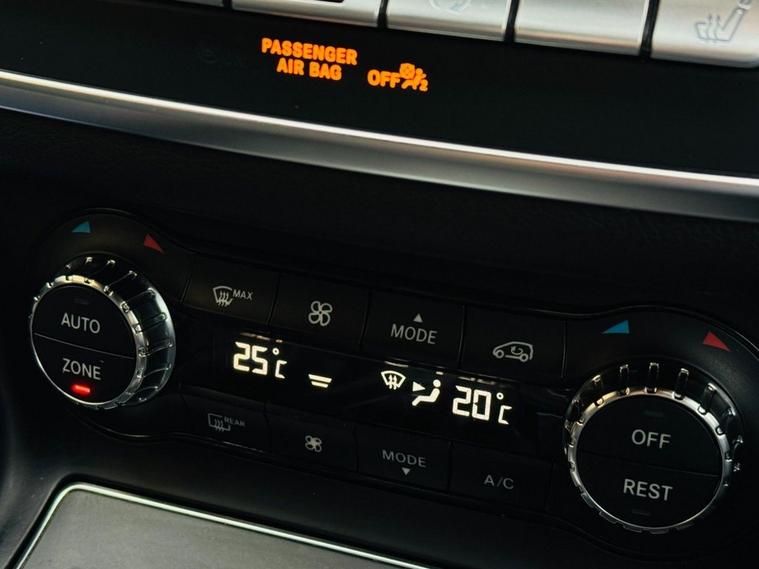 PASSENGER
AIR BAG OFF
MAX
MODE
AUTO
ZONE
25°C
20°C
REAR
MODE
A/C
OFF
REST